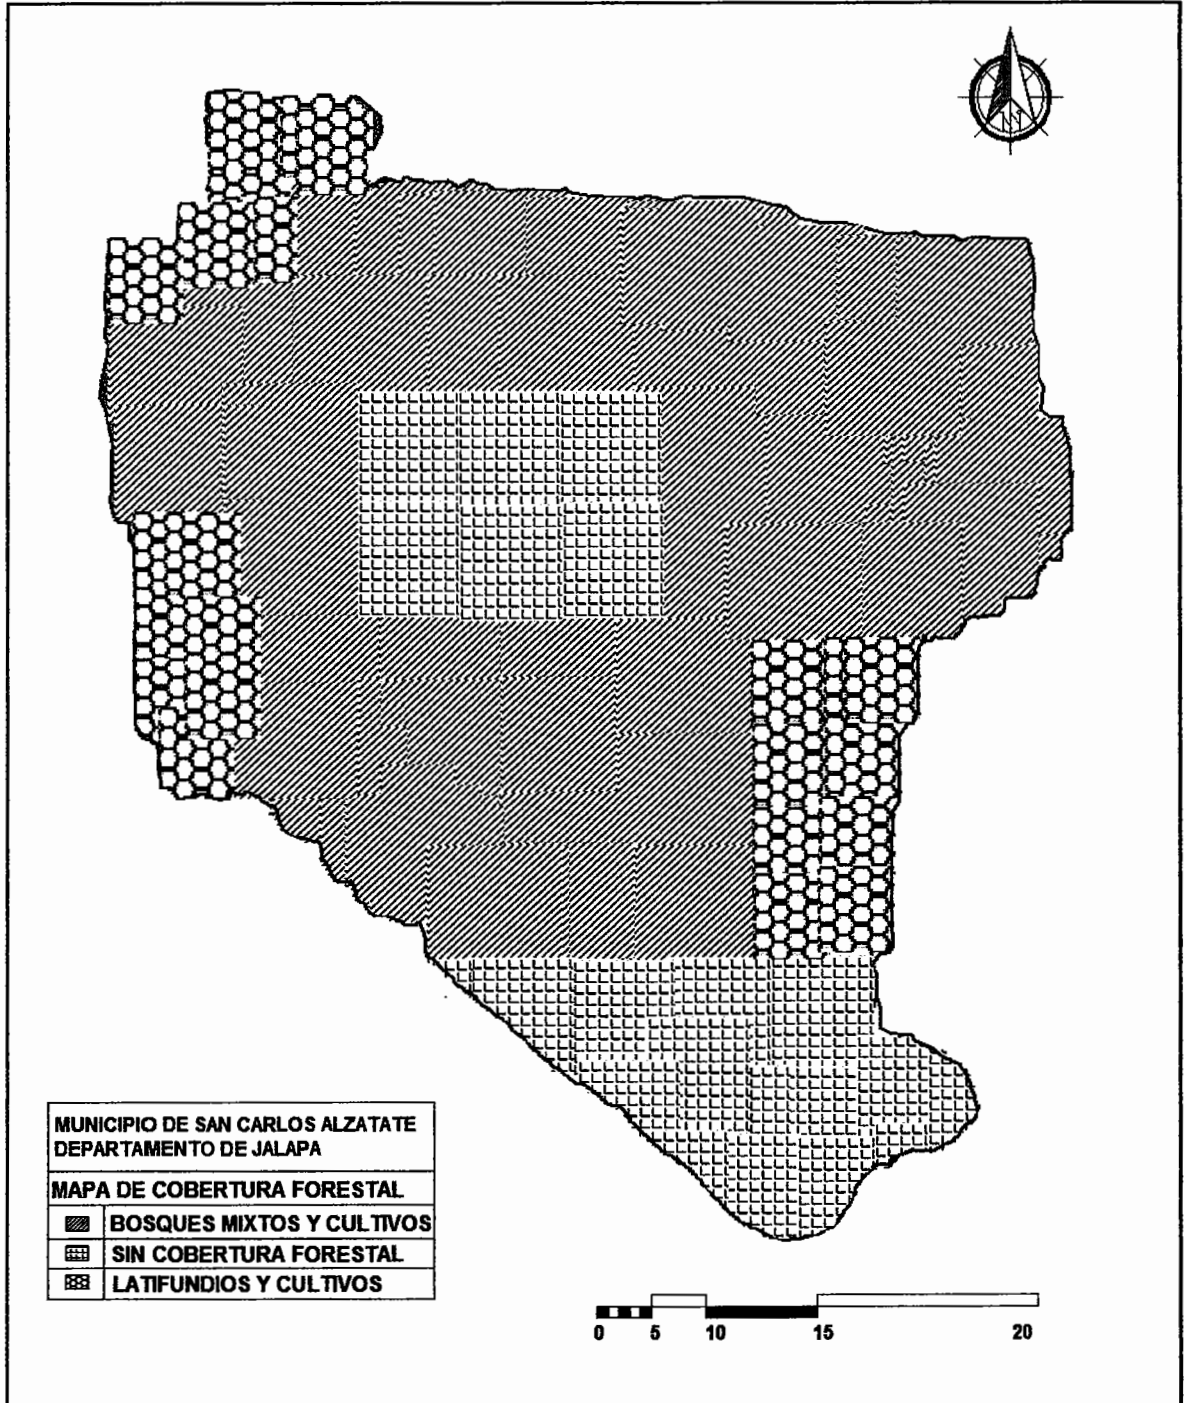 MUNICIPIO DE SAN CARLOS ALZATATE
DEPARTAMENTO DE JALAPA
MAPA DE COBERTURA FORESTAL
BOSQUES MIXTOS Y CULTIVOS
SIN COBERTURA FORESTAL
LATIFUNDIOS Y CULTIVOS
0 5 10 15 20